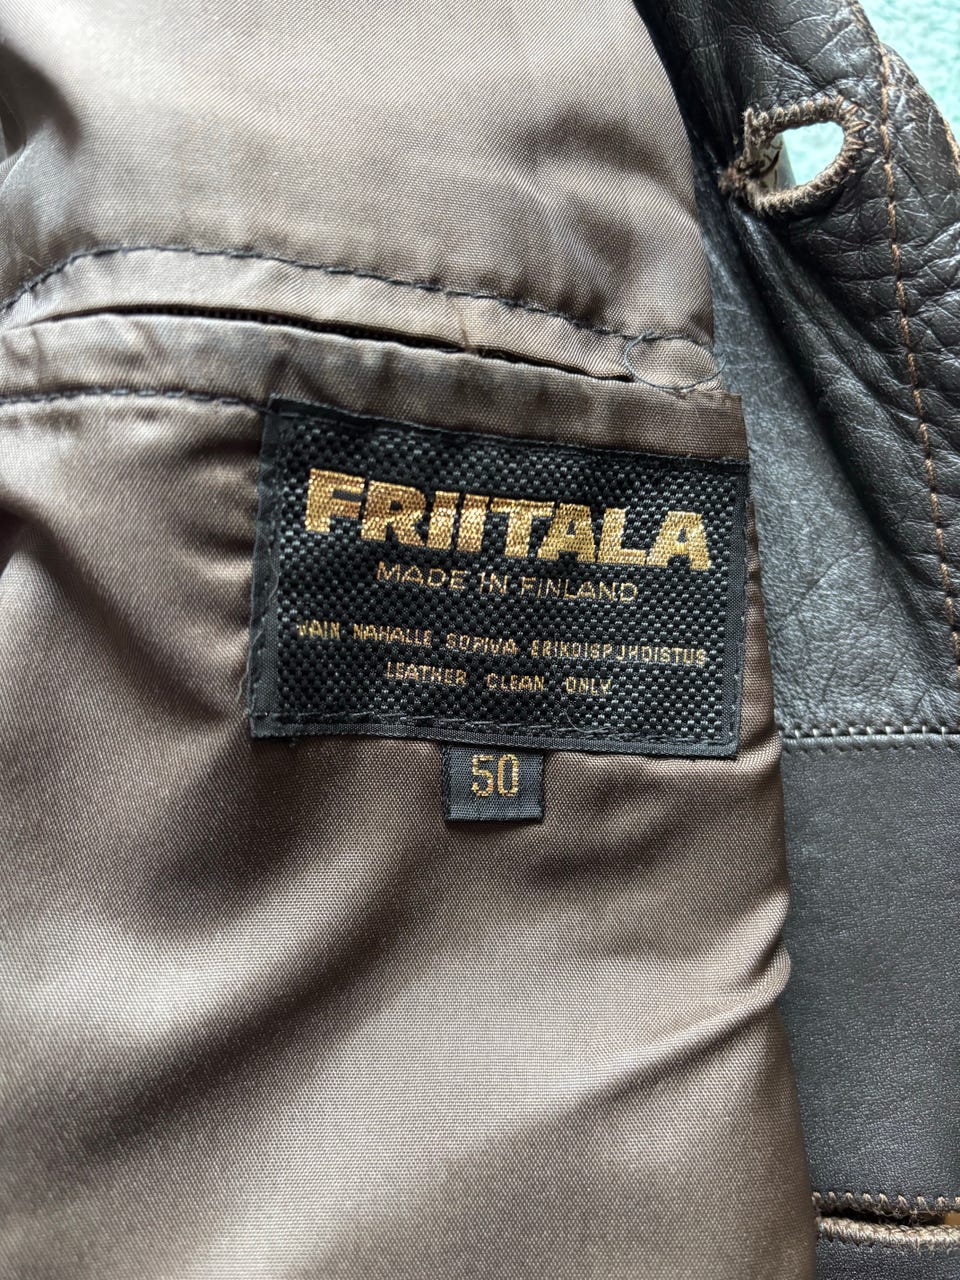 FRIITALA
MADE IN FINLAND
VAIN NAHALLE SOPIVA ERIKOISPUHDISTUS
LEATHER CLEAN ONLY
50